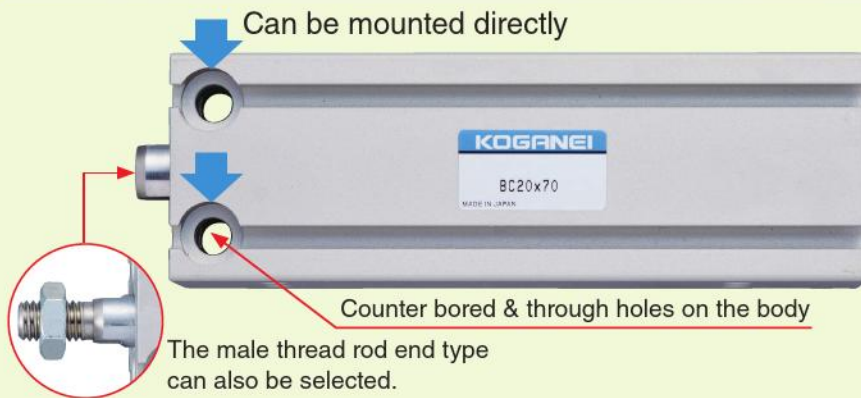 Can be mounted directly
KOGANEI
BC20x70
MADE IN JAPAN
Counter bored & through holes on the body
The male thread rod end type
can also be selected.